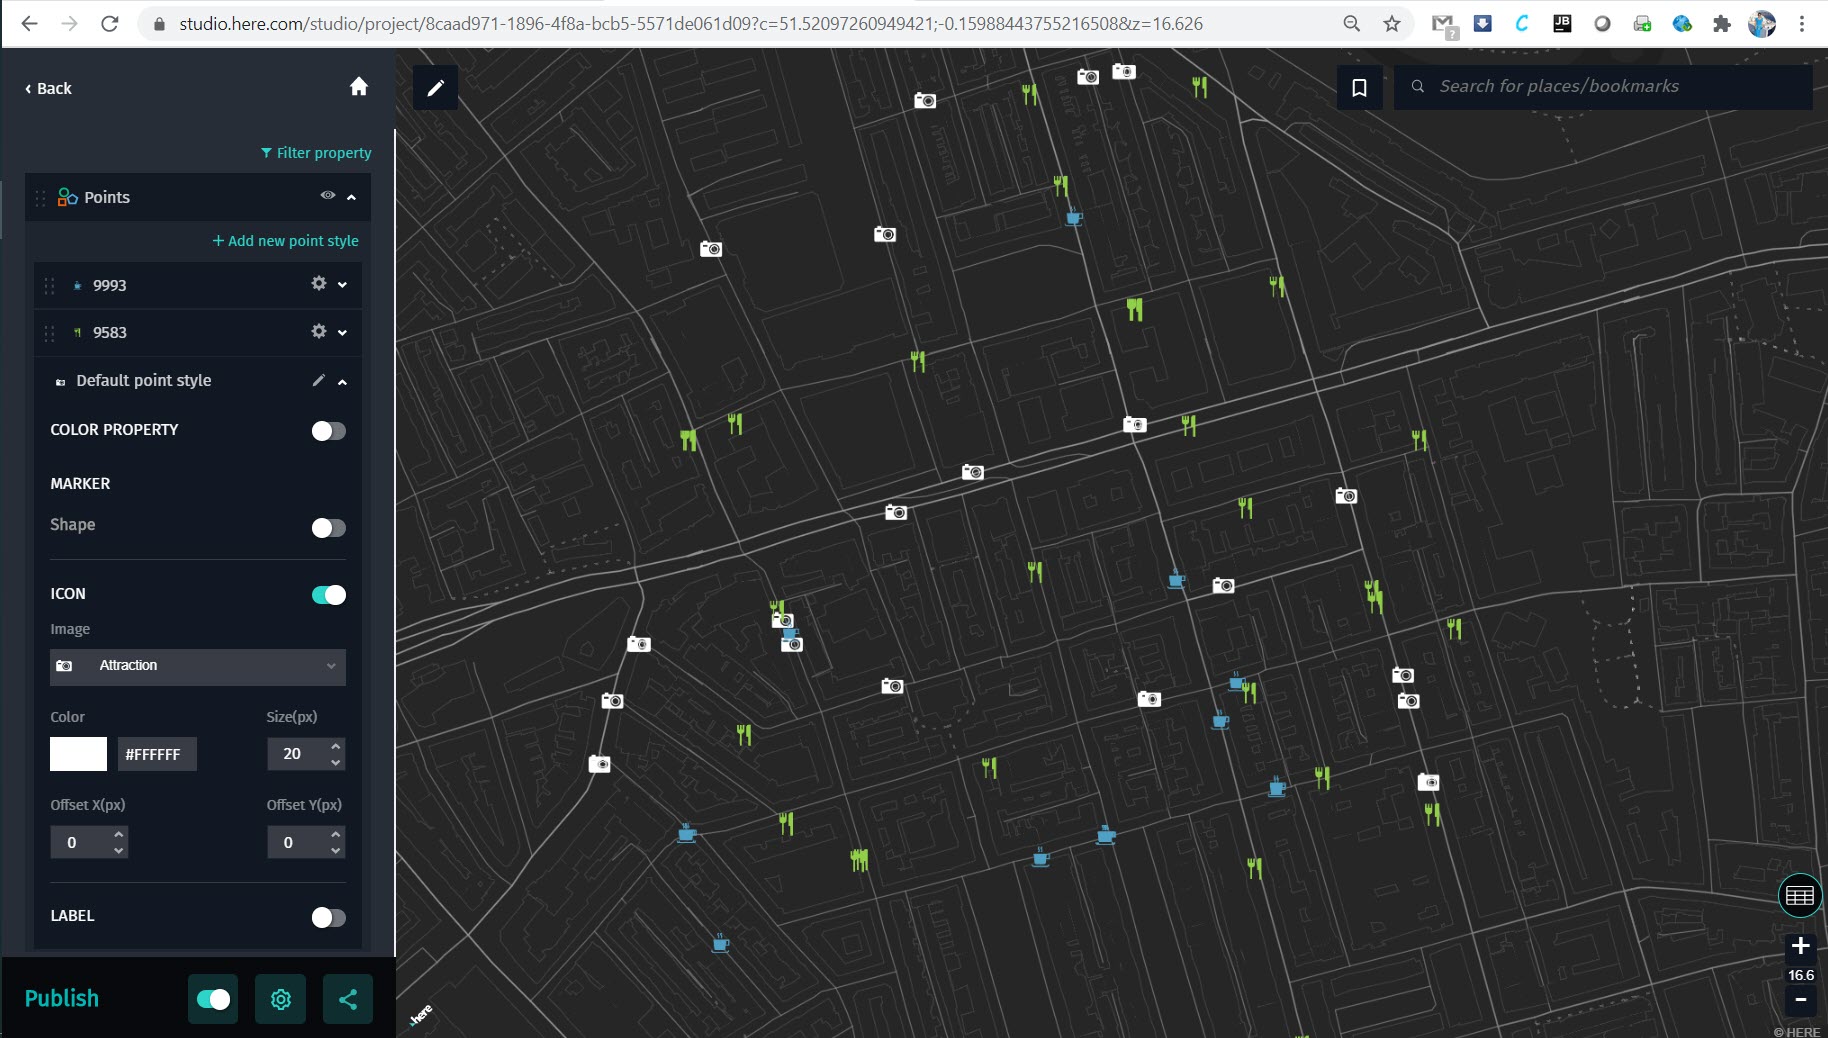 studio.here.com/studio/project/8caad971-1896-4f8a-bcb5-5571de061d09?c=51.52097260949421;-0.15988443755216508&z=16.626
JB
?
‹ Back
Filter property
Search for places/bookmarks
Points
+ Add new point style
9993
9583
Default point style
COLOR PROPERTY
MARKER
Shape
ICON
Image
Attraction
Color
Size(px)
#FFFFFF
20
Offset X(px)
Offset Y(px)
0
0
LABEL
Publish
+
16.6
−
here
© HERE